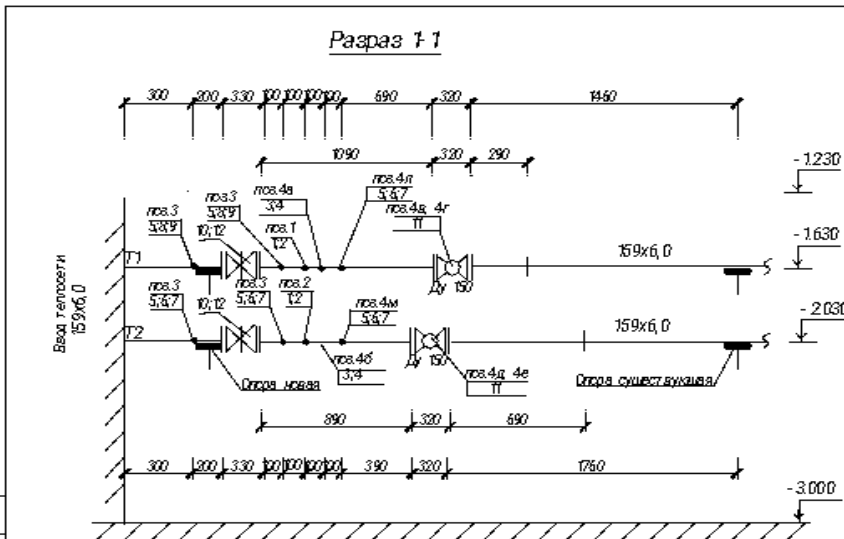 Разраз 1-1
300 200 330 100 100 100 100 690 320 1460
1090 320 290
-1.230
поз.3
5,8,9
10;12
поз.3
5,8,9
поз.1
1,2
поз.4а
3,4
поз.4л
5,6,7
поз.4в, 4г
11
-1.630
Т1
Ду 150
159х6,0
Ввод теплосети
159х6,0
поз.3
5,6,7
10;12
поз.3
5,6,7
поз.2
1,2
поз.4м
5,6,7
-2.030
Т2
Ду 150
159х6,0
поз.4б
3,4
поз.4д, 4е
11
Опора новая
Опора существующая
890 320 690
300 200 330 100 100 100 100 390 320 1760
-3.000